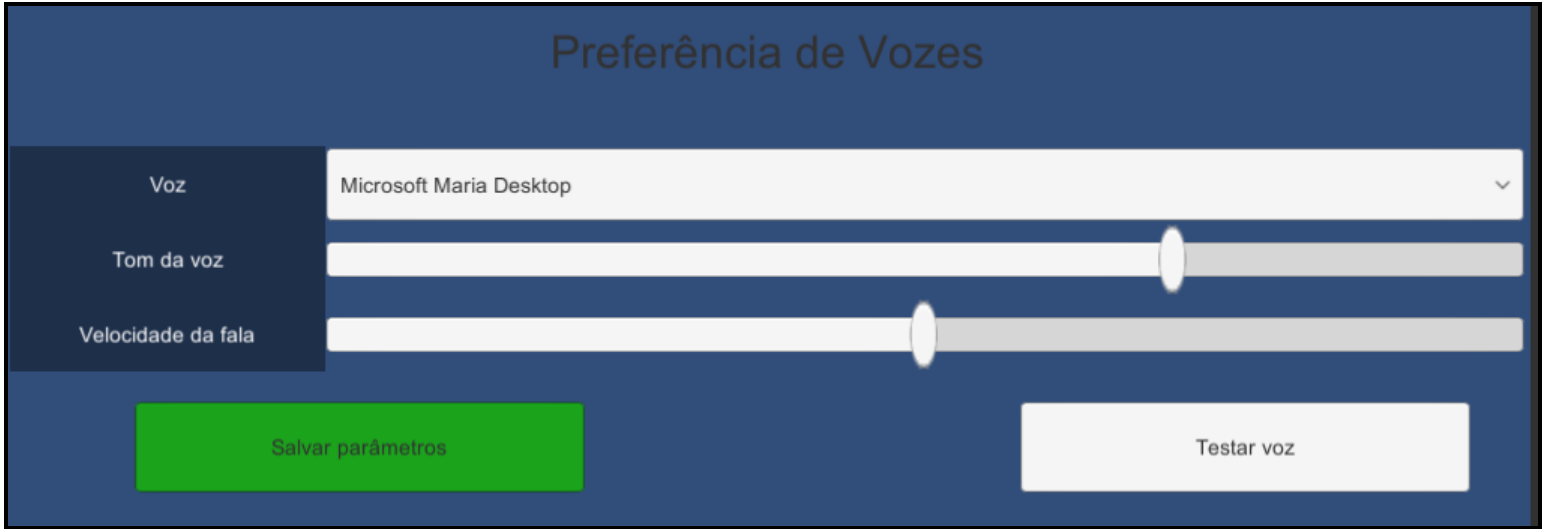 Preferência de Vozes
Voz
Microsoft Maria Desktop
Tom da voz
Velocidade da fala
Salvar parâmetros
Testar voz